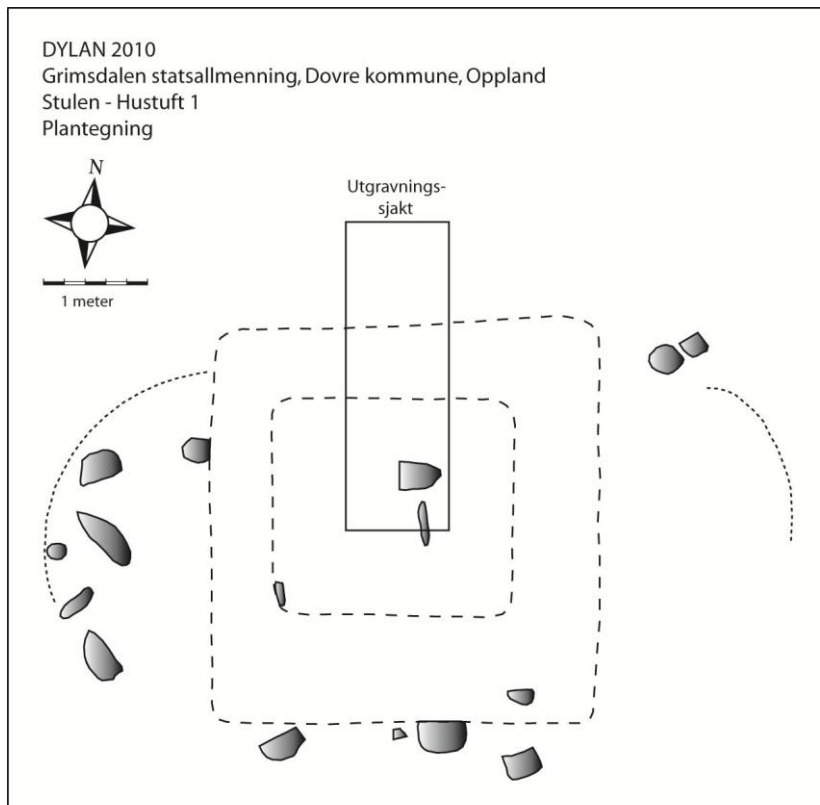 DYLAN 2010
Grimsdalen statsallmenning, Dovre kommune, Oppland
Stulen - Hustuft 1
Plantegning
N
1 meter
Utgravnings-
sjakt